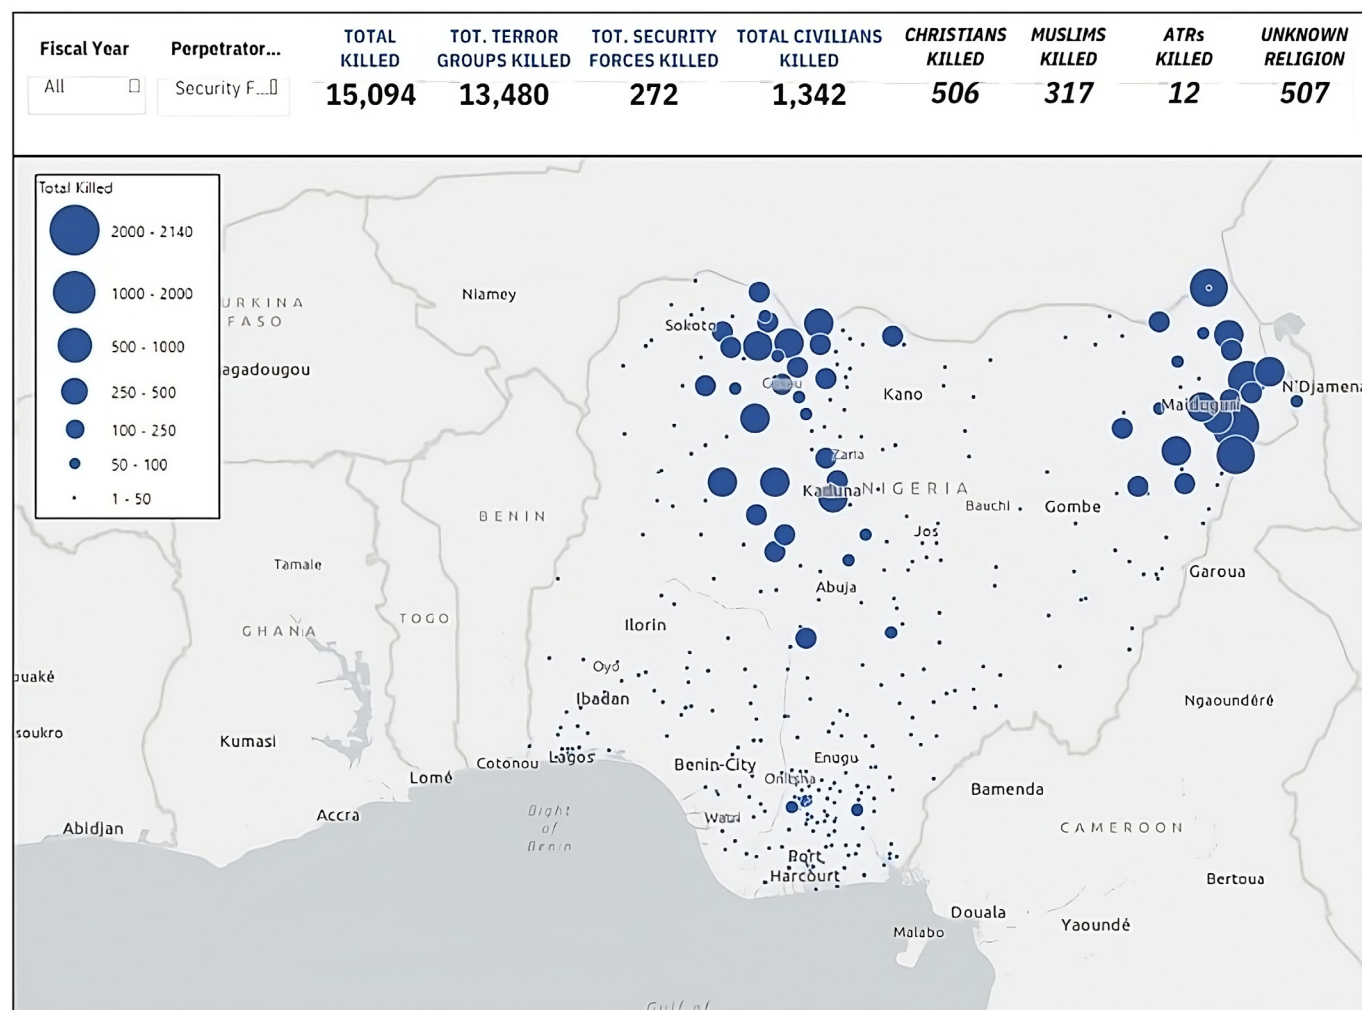 Fiscal Year
All
Perpetrator...
Security F...
TOTAL
KILLED
15,094
TOT. TERROR
GROUPS KILLED
13,480
TOT. SECURITY
FORCES KILLED
272
TOTAL CIVILIANS
KILLED
1,342
CHRISTIANS
KILLED
506
MUSLIMS
KILLED
317
ATRs
KILLED
12
UNKNOWN
RELIGION
507
Total Killed
2000 - 2140
1000 - 2000
500 - 1000
250 - 500
100 - 250
50 - 100
1 - 50
URKINA
FASO
agadougou
Niamey
Sokoto
Kano
Maiduguri
N'Djamena
Zaria
Kaduna
NIGERIA
Bauchi
Gombe
BENIN
Jos
Tamale
Abuja
Garoua
GHANA
TOGO
Ilorin
Oyo
ouaké
Ibadan
Ngaoundéré
soukro
Kumasi
Cotonou
Lagos
Lomé
Benin-City
Enugu
Onitsha
Bamenda
Accra
Abidjan
Bight
of
Warri
CAMEROON
Port
Harcourt
Bertoua
Douala
Malabo
Yaoundé
Gulf of